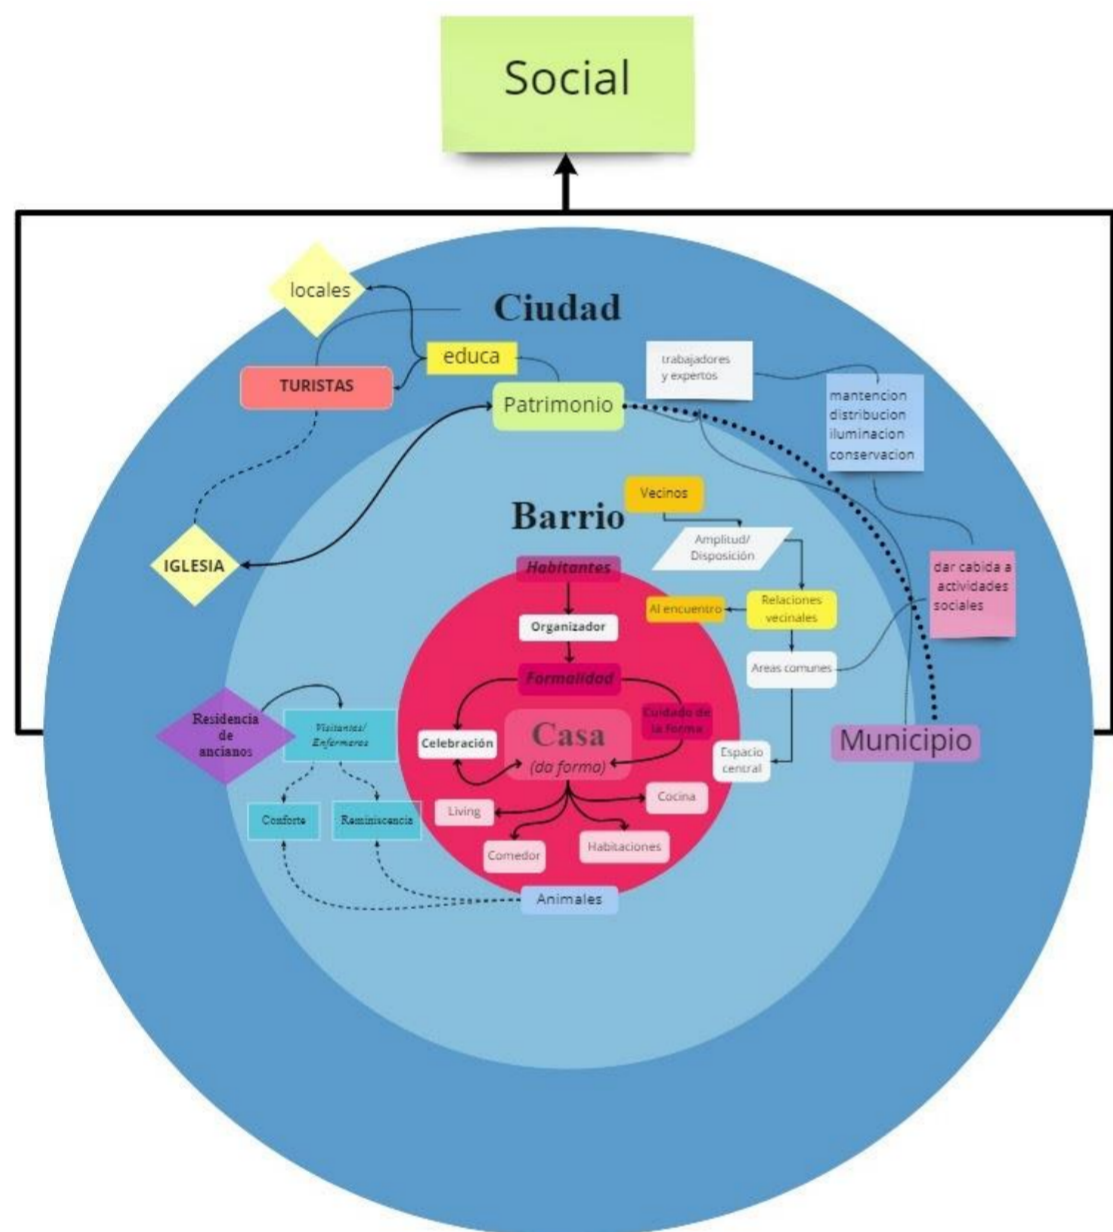 Social
Ciudad
locales
educa
TURISTAS
Patrimonio
trabajadores
y expertos
mantencion
distribucion
iluminacion
conservacion
Barrio
Vecinos
Amplitud/
Disposición
IGLESIA
Habitantes
dar cabida a
actividades
sociales
Al encuentro
Relaciones
vecinales
Organizador
Areas comunes
Formalidad
Residencia
de
ancianos
Visitantes/
Enfermeros
Celebración
Casa
(da forma)
Cuidado de
la forma
Espacio
central
Municipio
Living
Cocina
Conforte
Reminiscencia
Comedor
Habitaciones
Animales